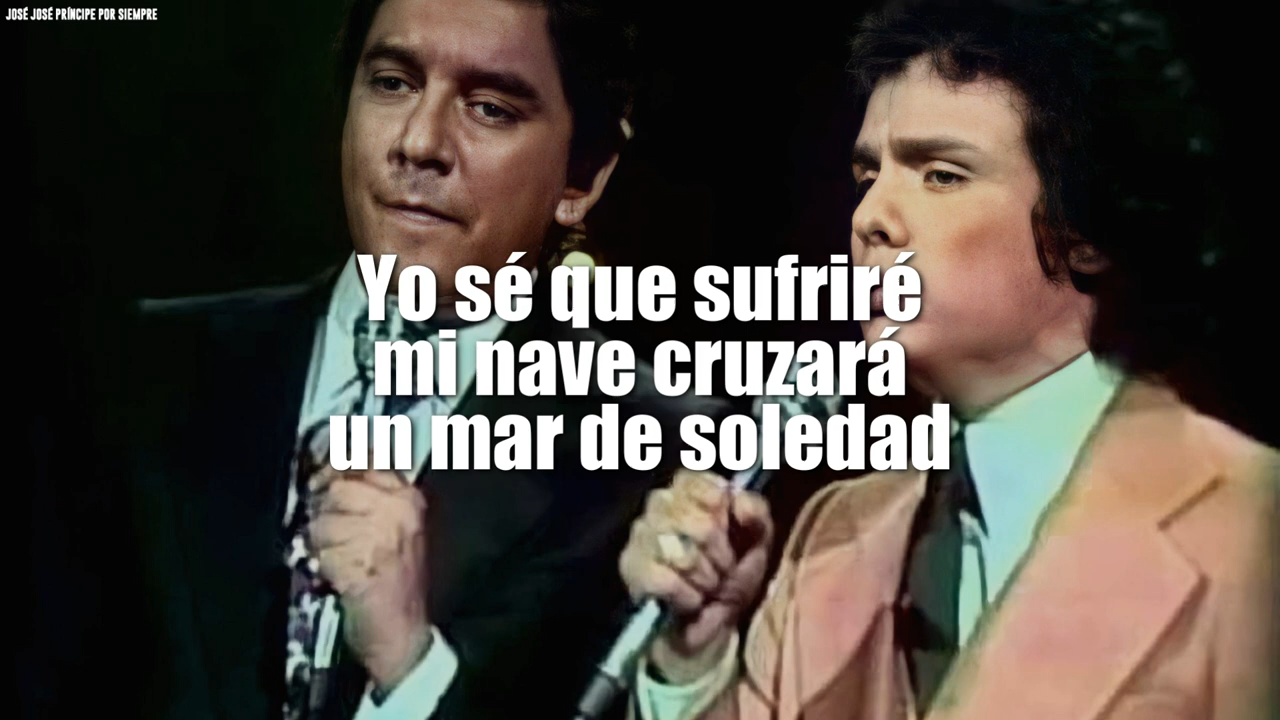 JOSÉ JOSÉ PRÍNCIPE POR SIEMPRE
Yo sé que sufriré
mi nave cruzará
un mar de soledad